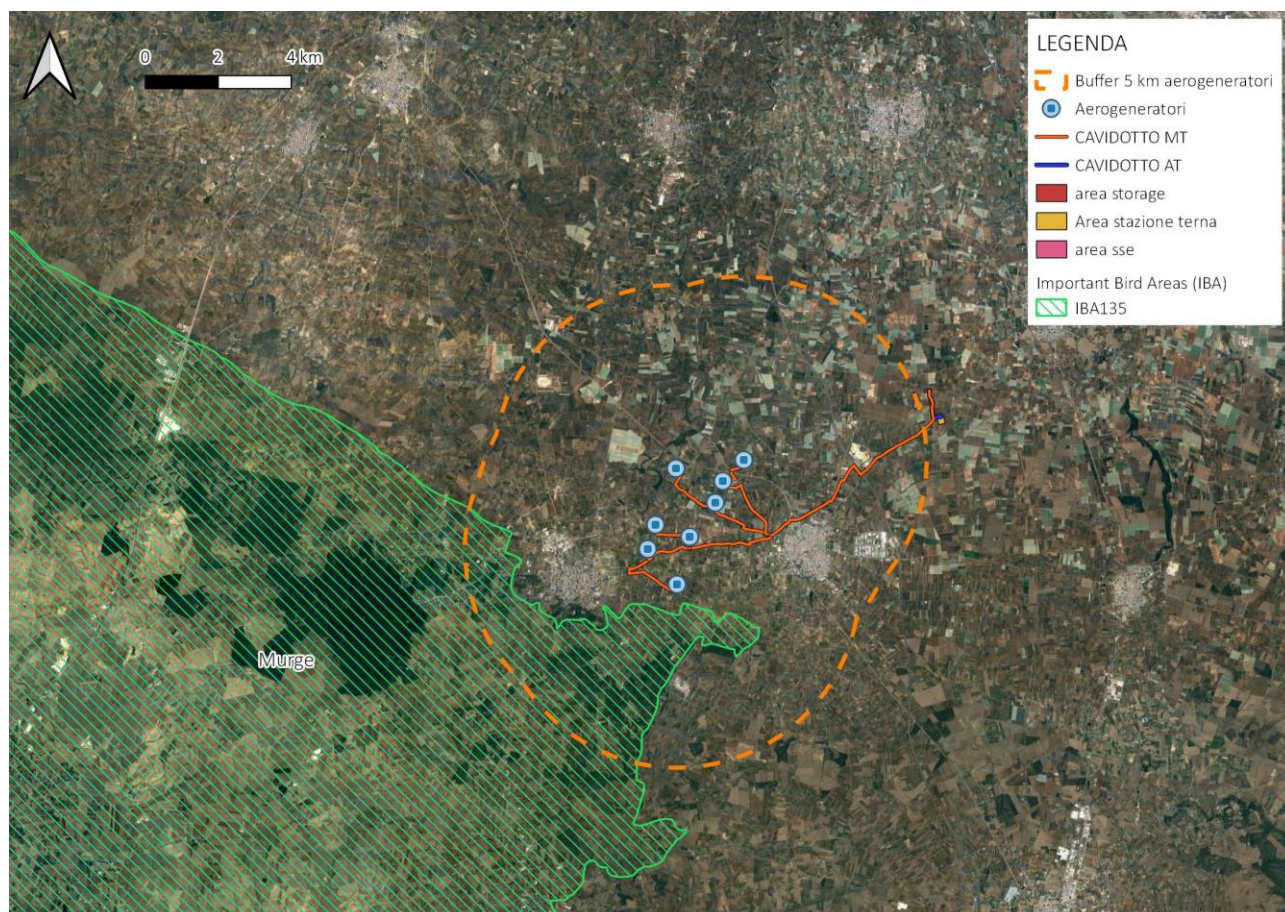 0 2 4 km
LEGENDA
Buffer 5 km aerogeneratori
Aerogeneratori
CAVIDOTTO MT
CAVIDOTTO AT
area storage
Area stazione terna
area sse
Important Bird Areas (IBA)
IBA135
Murge